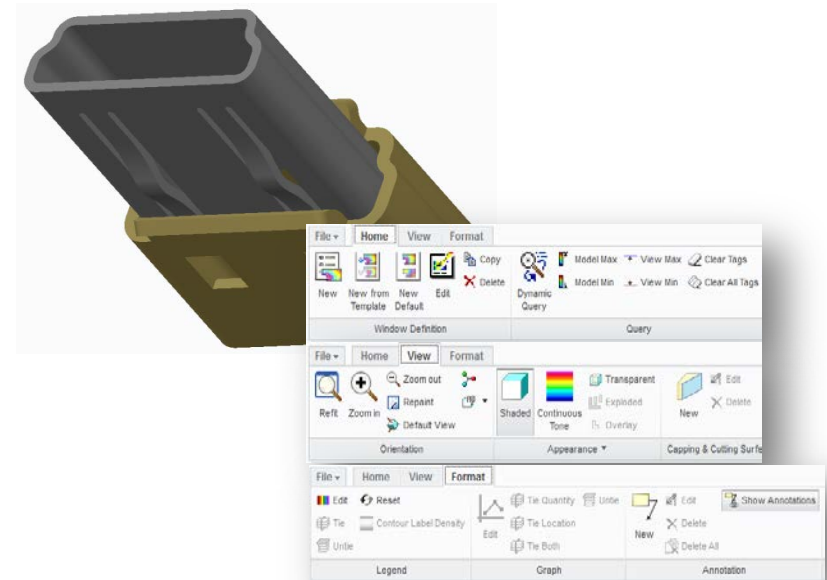 File Home View Format
Copy Model Max View Max Clear Tags
New New from Template New Default Edit Delete Dynamic Query Model Min View Min Clear All Tags
Window Definition Query
File Home View Format
Zoom out Transparent Edit
Refit Zoom in Repaint Shaded Continuous Tone Exploded New Delete
Default View Overlay
Orientation Appearance Capping & Cutting Surfe
File Home View Format
Edit Reset Tie Quantity Untie Edit Show Annotations
Tie Contour Label Density Edit Tie Location New Delete
Untie Tie Both Delete All
Legend Graph Annotation